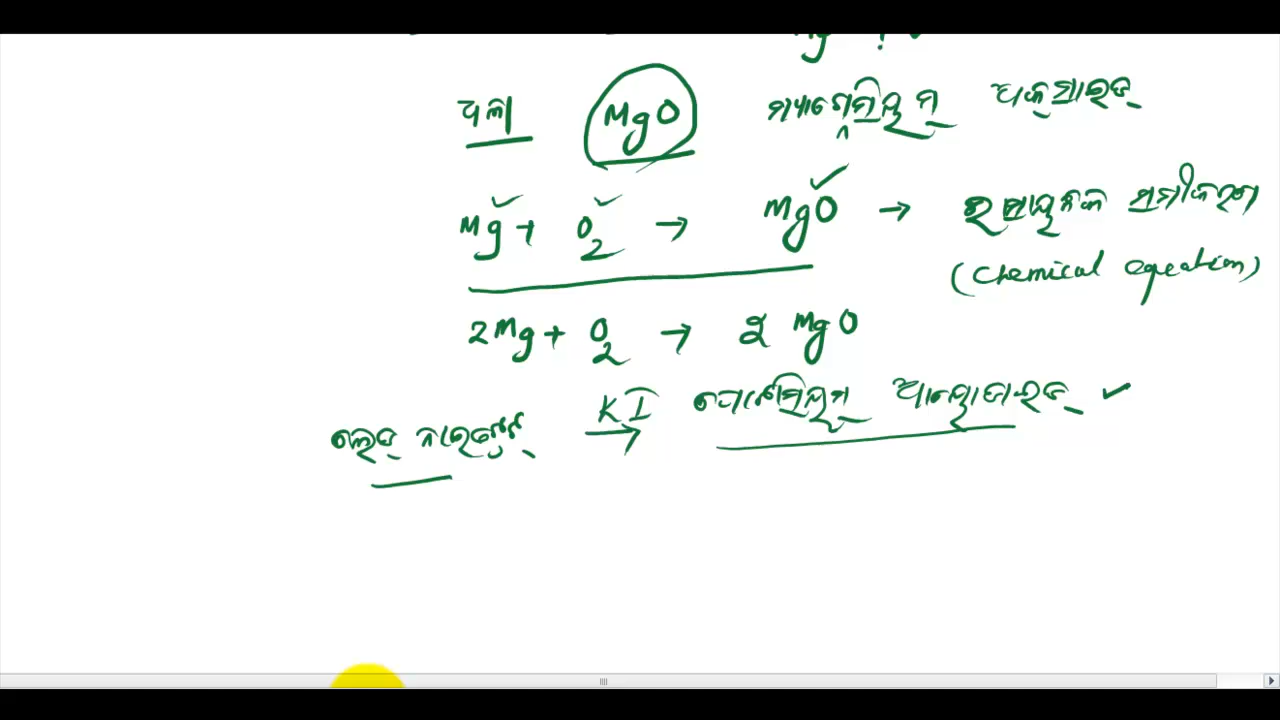 ଧଳା MgO ମ୍ୟାଗ୍ନେସିୟମ୍ ଅକ୍ସାଇଡ୍
Mg + O2 → MgO → ରାସାୟନିକ ସମୀକରଣ
(Chemical equation)
2Mg + O2 → 2 MgO
KI ପୋଟାସିୟମ୍ ଆୟୋଡାଇଡ୍
ଲେଡ୍ ନାଇଟ୍ରେଟ୍ →